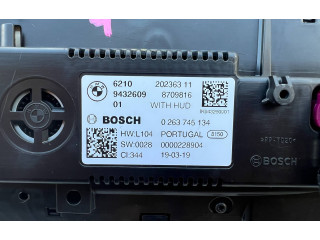 6210 202363 11
9432609 8709816
01 WITH HUD
BOSCH 0 263 745 134
HW:L104 PORTUGAL 5150
SW:0028 0000228904
CI:344 19-03-19
BOSCH